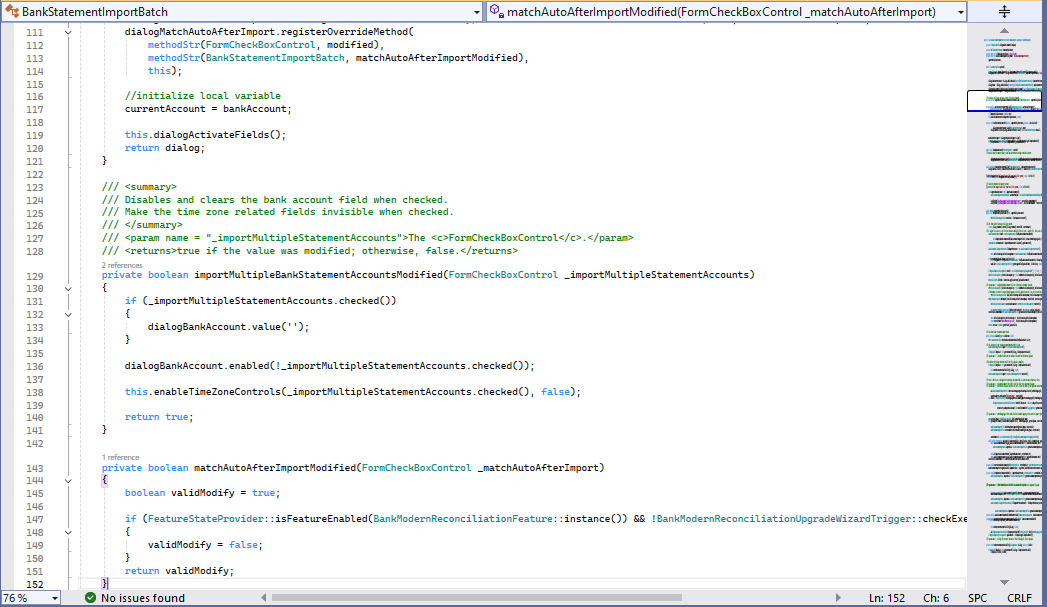 BankStatementImportBatch
matchAutoAfterImportModified(FormCheckBoxControl _matchAutoAfterImport)
111 dialogMatchAutoAfterImport.registerOverrideMethod(
112 methodStr(FormCheckBoxControl, modified),
113 methodStr(BankStatementImportBatch, matchAutoAfterImportModified),
114 this);
115
116 //initialize local variable
117 currentAccount = bankAccount;
118
119 this.dialogActivateFields();
120 return dialog;
121 }
122
123 /// <summary>
124 /// Disables and clears the bank account field when checked.
125 /// Make the time zone related fields invisible when checked.
126 /// </summary>
127 /// <param name = "_importMultipleStatementAccounts">The <c>FormCheckBoxControl</c>.</param>
128 /// <returns>true if the value was modified; otherwise, false.</returns>
2 references
129 private boolean importMultipleBankStatementAccountsModified(FormCheckBoxControl _importMultipleStatementAccounts)
130 {
131 if (_importMultipleStatementAccounts.checked())
132 {
133 dialogBankAccount.value('');
134 }
135
136 dialogBankAccount.enabled(!_importMultipleStatementAccounts.checked());
137
138 this.enableTimeZoneControls(_importMultipleStatementAccounts.checked(), false);
139
140 return true;
141 }
142
1 reference
143 private boolean matchAutoAfterImportModified(FormCheckBoxControl _matchAutoAfterImport)
144 {
145 boolean validModify = true;
146
147 if (FeatureStateProvider::isFeatureEnabled(BankModernReconciliationFeature::instance()) && !BankModernReconciliationUpgradeWizardTrigger::checkExe
148 {
149 validModify = false;
150 }
151 return validModify;
152 }
76 % No issues found Ln: 152 Ch: 6 SPC CRLF